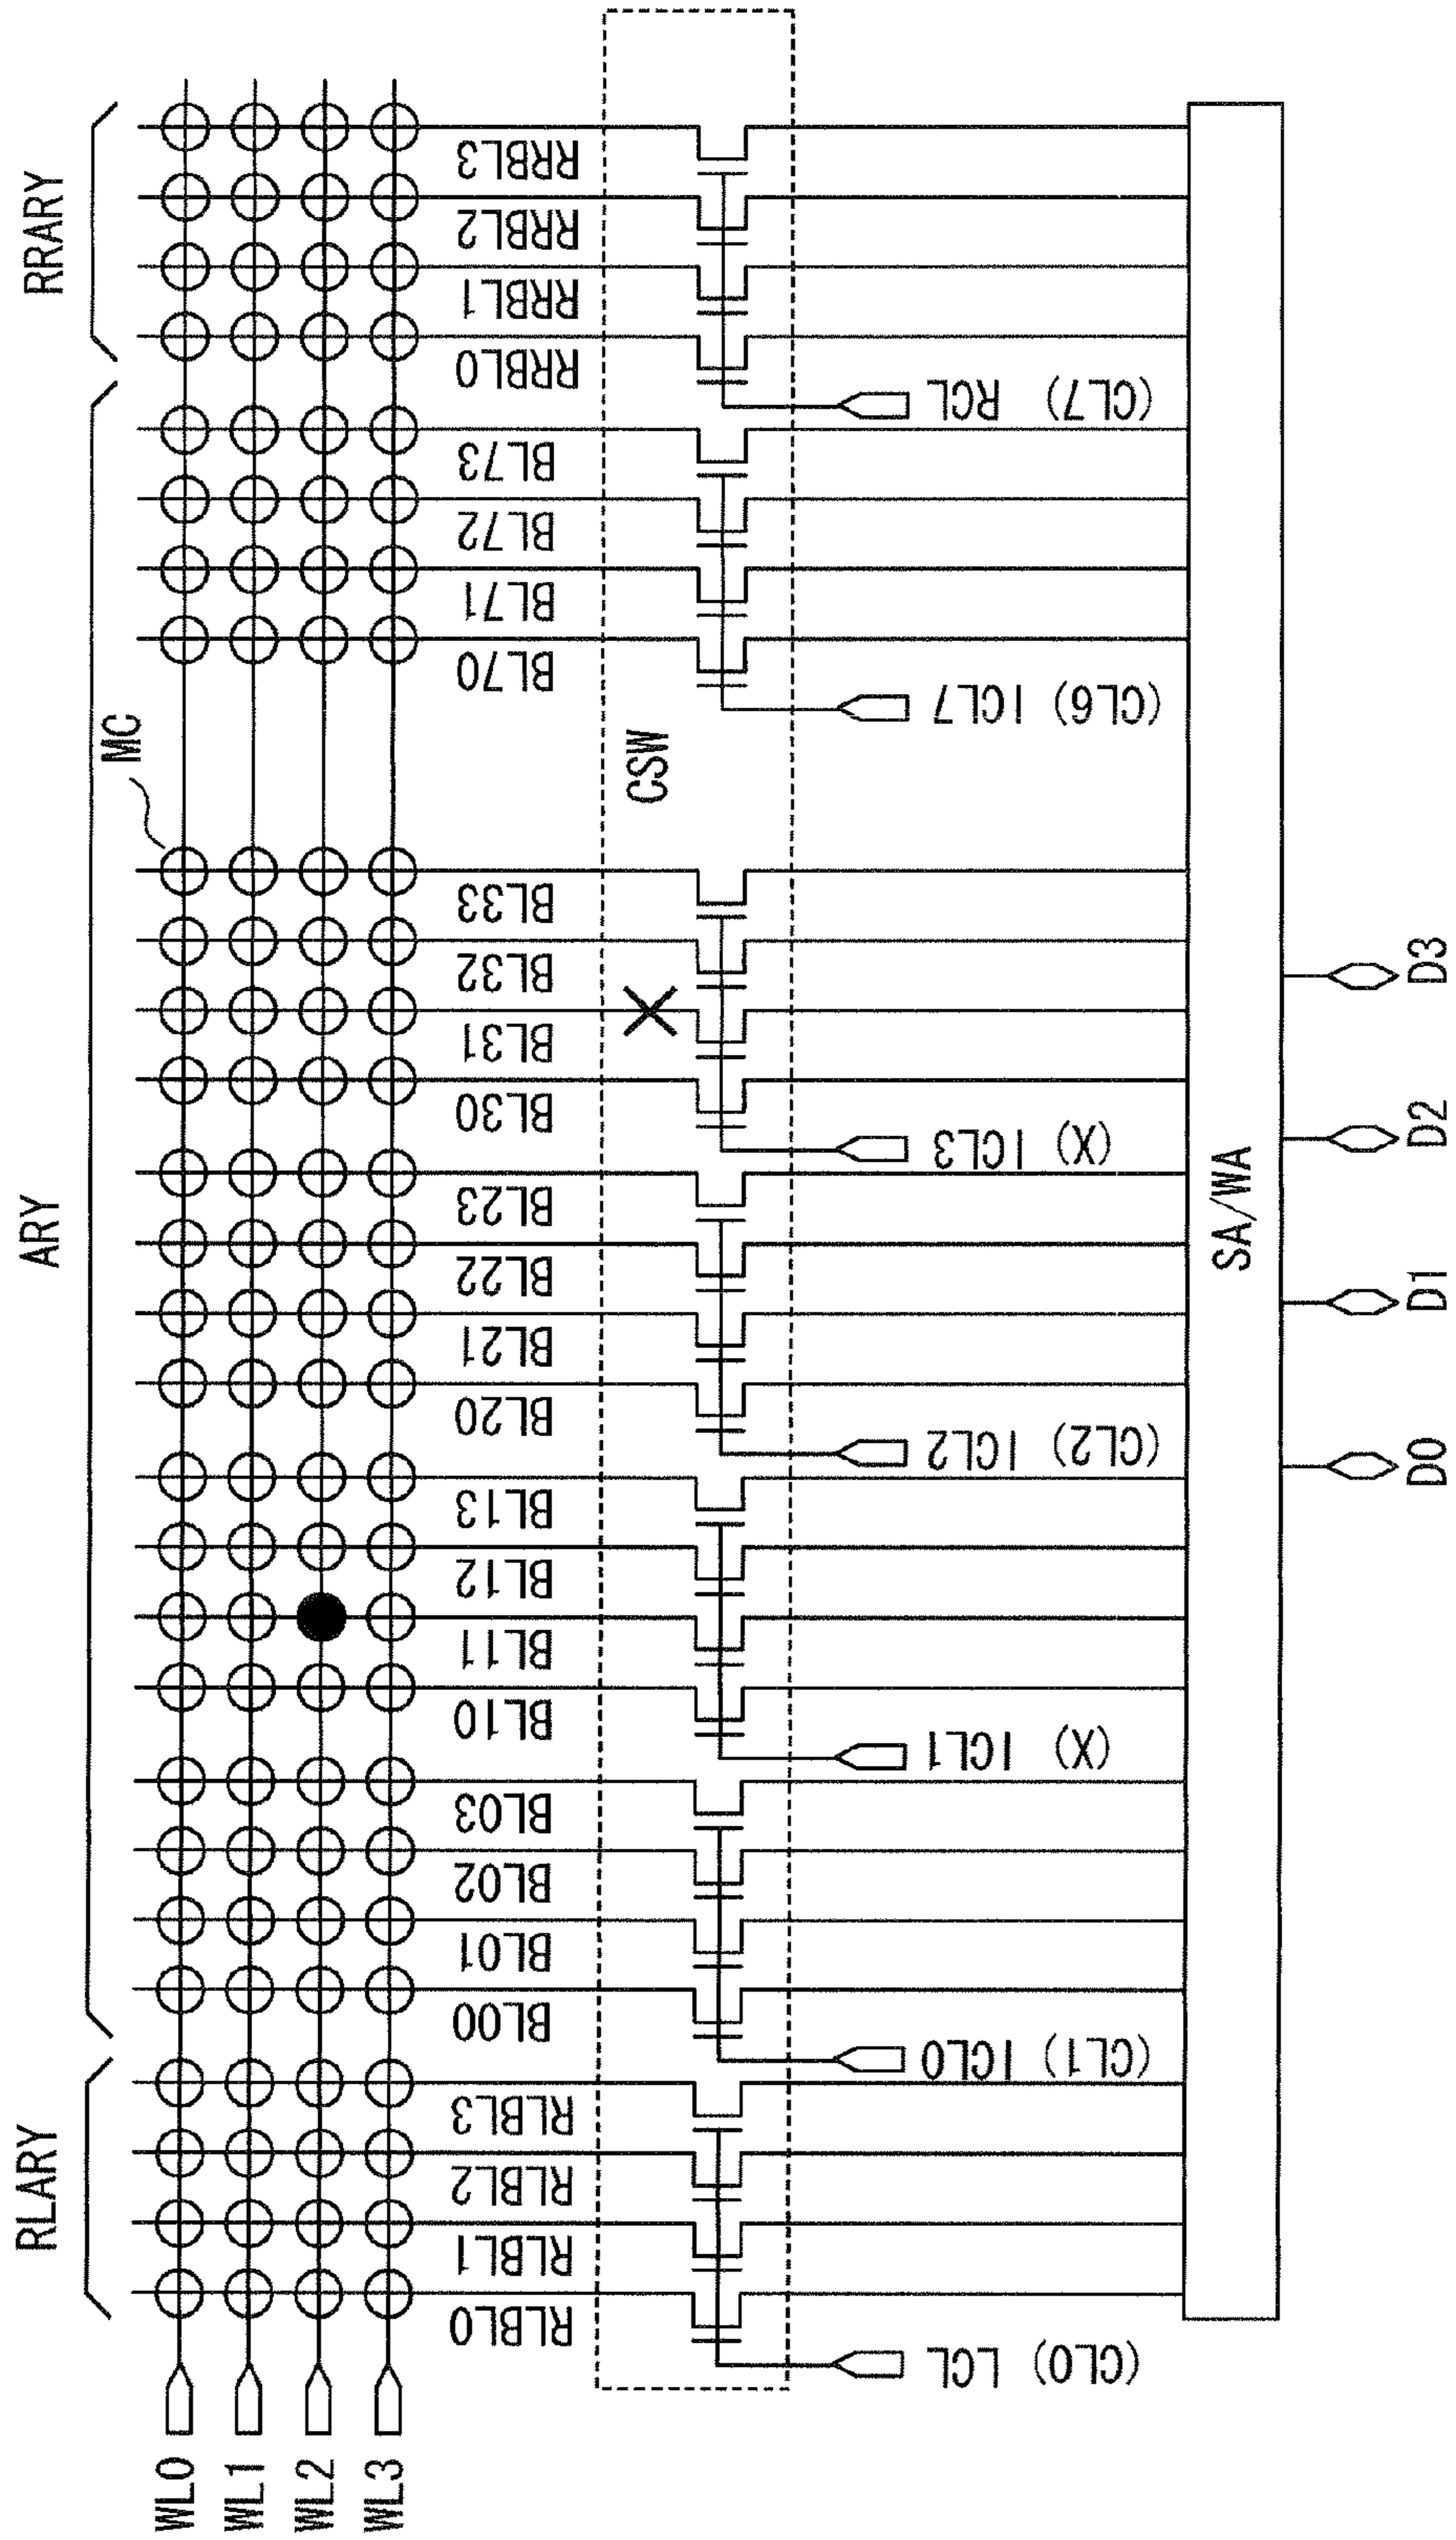 RLARY
ARY
RRARY
MC
WL0
WL1
WL2
WL3
RLBL0
RLBL1
RLBL2
RLBL3
BL00
BL01
BL02
BL03
BL10
BL11
BL12
BL13
BL20
BL21
BL22
BL23
BL30
BL31
BL32
BL33
BL70
BL71
BL72
BL73
RRBL0
RRBL1
RRBL2
RRBL3
CSW
LCL (CL0)
ICL0 (CL1)
ICL1 (X)
ICL2 (CL2)
ICL3 (X)
ICL7 (CL6)
RCL (CL7)
SA/WA
D0
D1
D2
D3